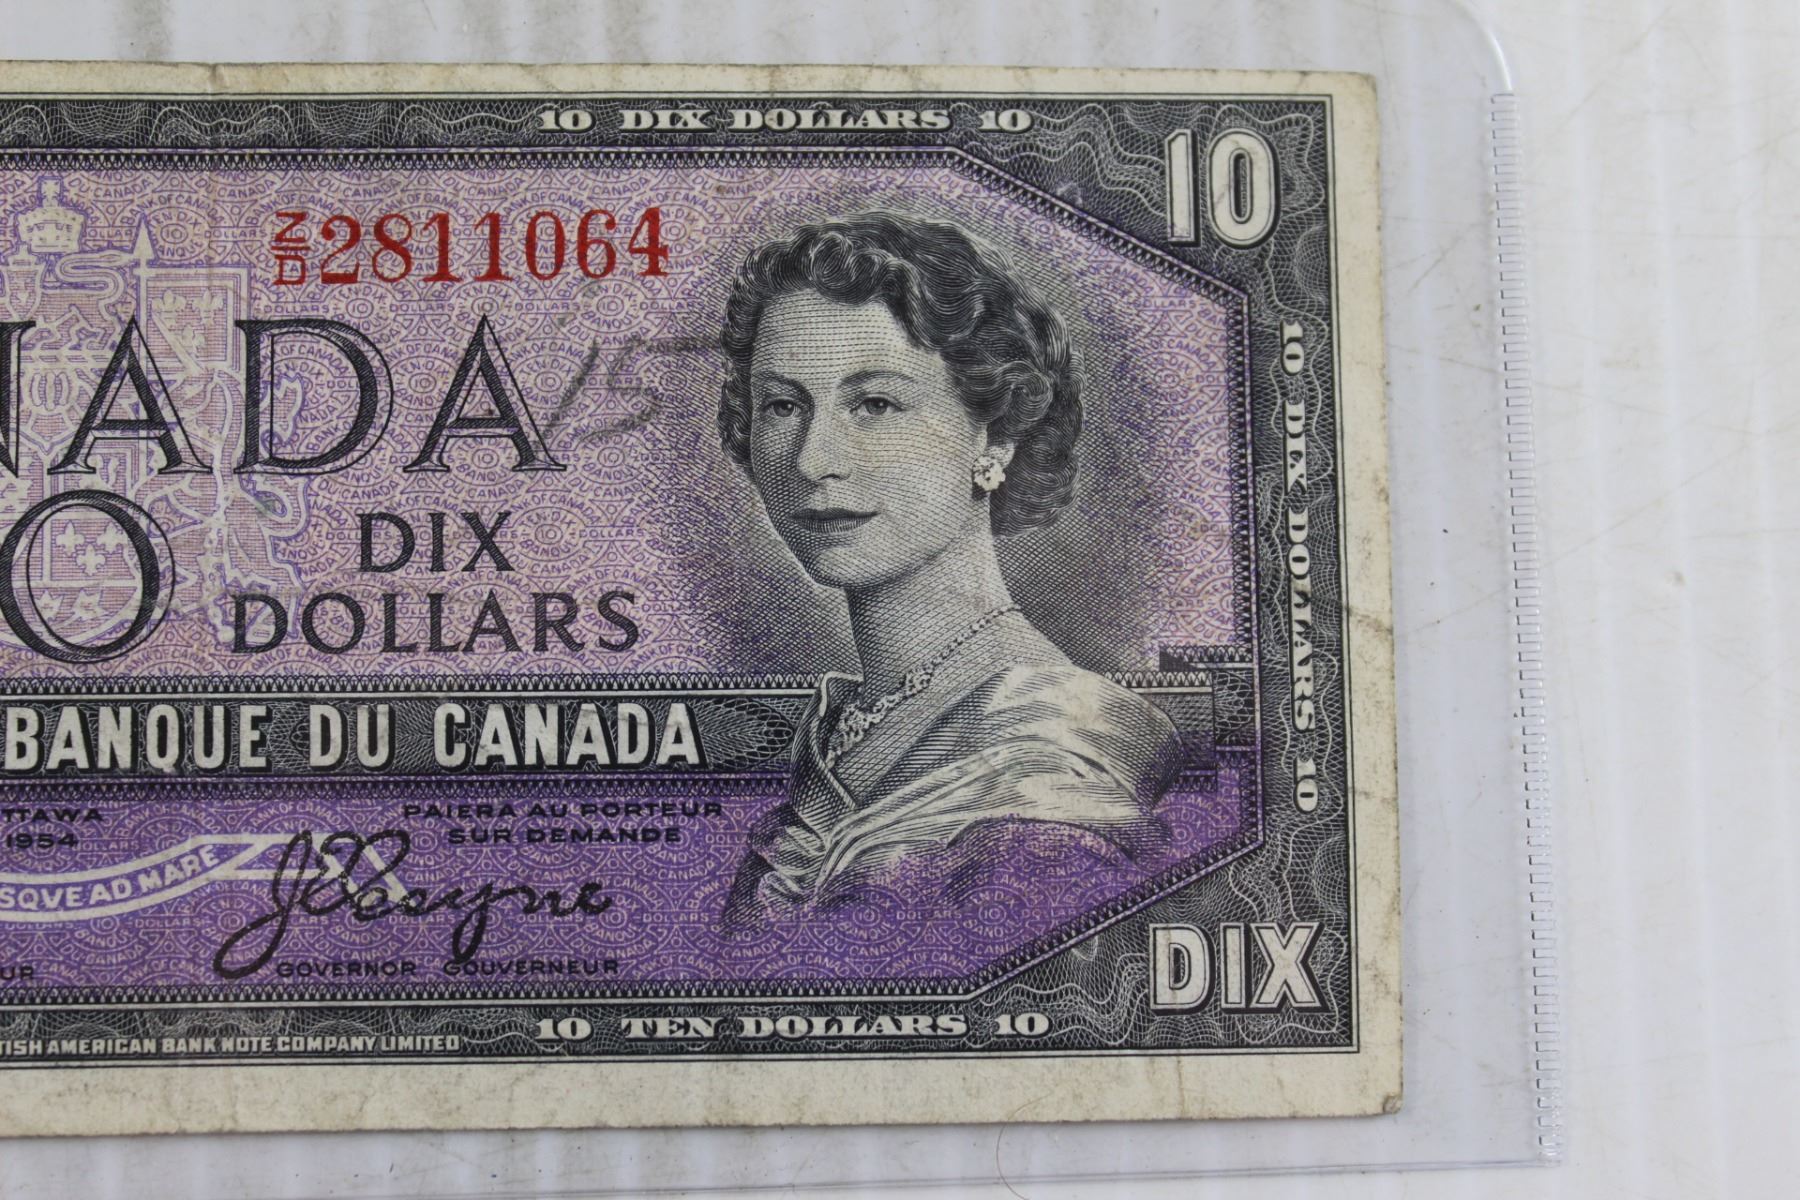 10 DIX DOLLARS 10
10
Z/D 2811064
NADA
15
DIX
DOLLARS
BANQUE DU CANADA
TTAWA
1954
PAIERA AU PORTEUR
SUR DEMANDE
SQVE AD MARE
J.E. Coyne
UR
GOVERNOR GOUVERNEUR
DIX
10 DIX DOLLARS 10
10 TEN DOLLARS 10
TISH AMERICAN BANK NOTE COMPANY LIMITED